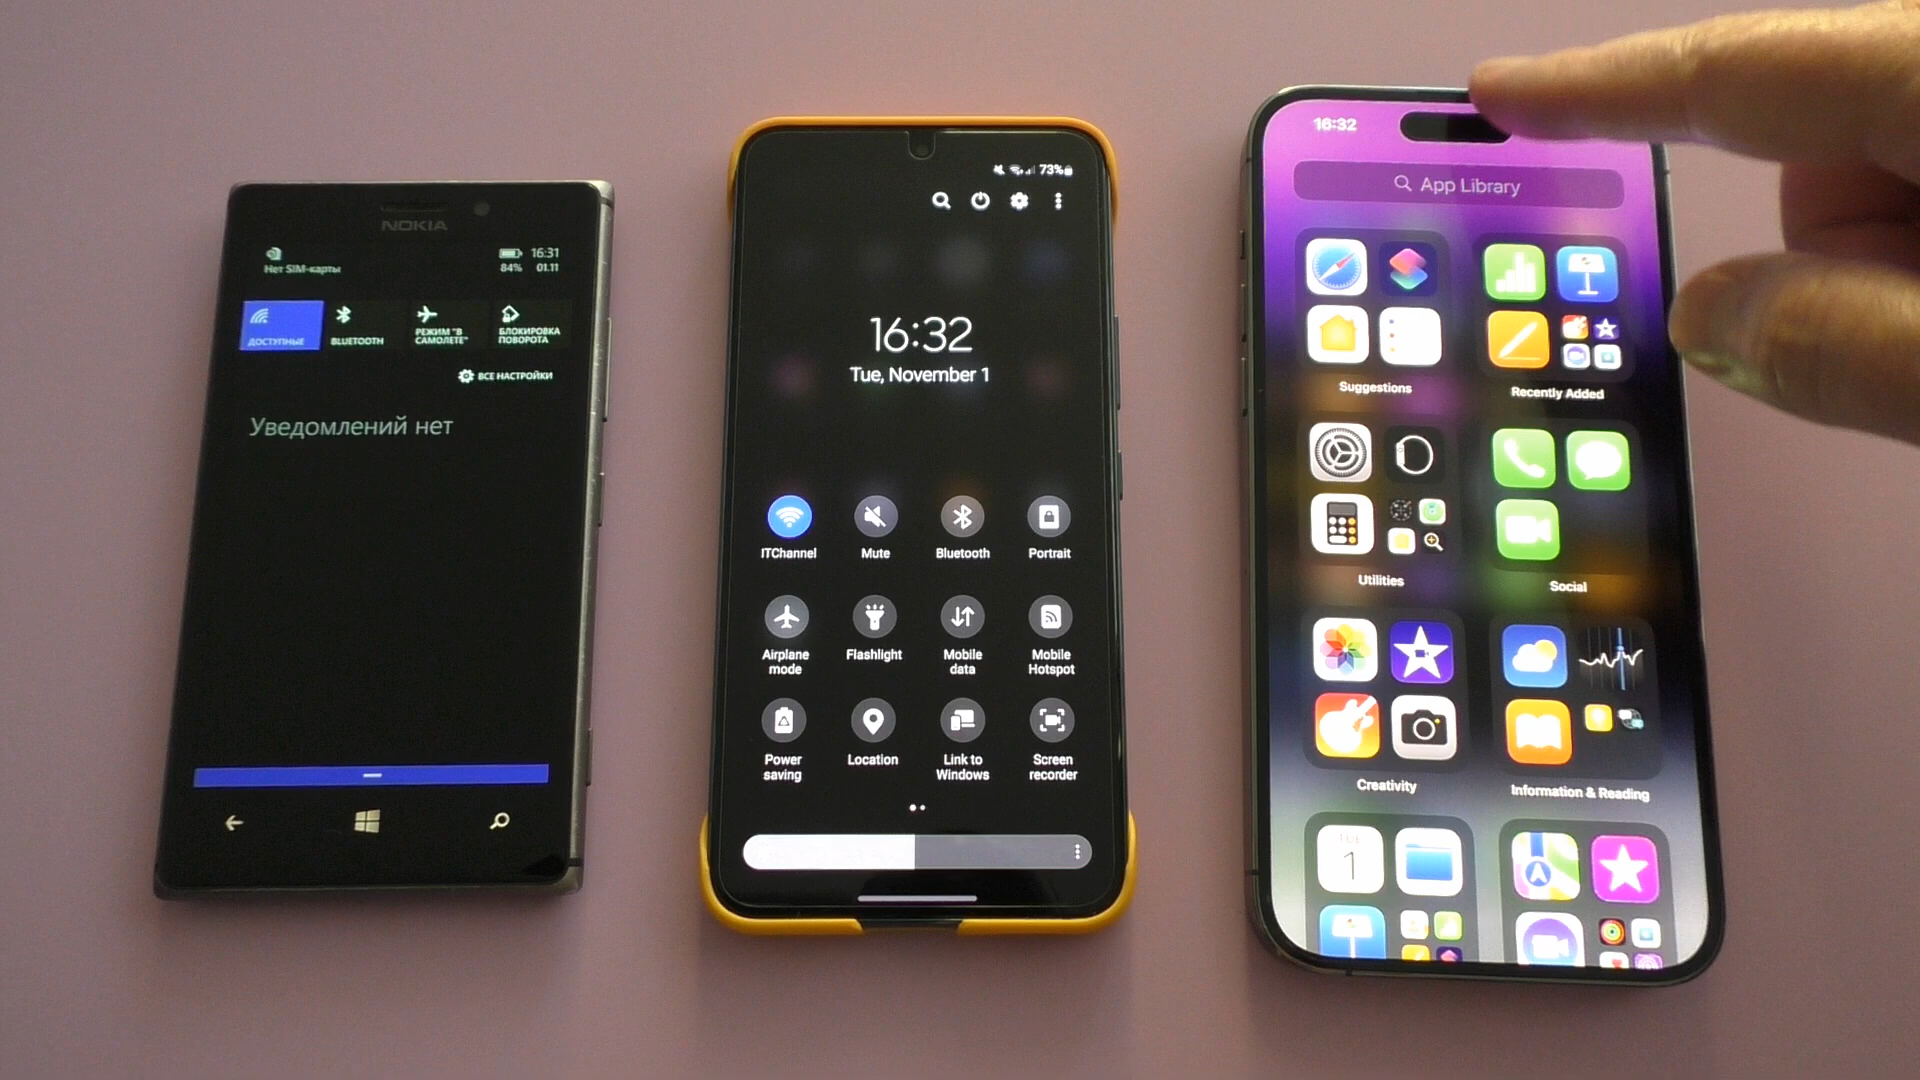 NOKIA
16:31
Нет SIM-карты
84% 01.11
ДОСТУПНЫЕ
BLUETOOTH
РЕЖИМ "В
САМОЛЕТЕ"
БЛОКИРОВКА
ПОВОРОТА
ВСЕ НАСТРОЙКИ
Уведомлений нет
73%
16:32
Tue, November 1
ITChannel
Mute
Bluetooth
Portrait
Airplane
mode
Flashlight
Mobile
data
Mobile
Hotspot
Power
saving
Location
Link to
Windows
Screen
recorder
16:32
App Library
Suggestions
Recently Added
Utilities
Social
Creativity
Information & Reading
TUE
1